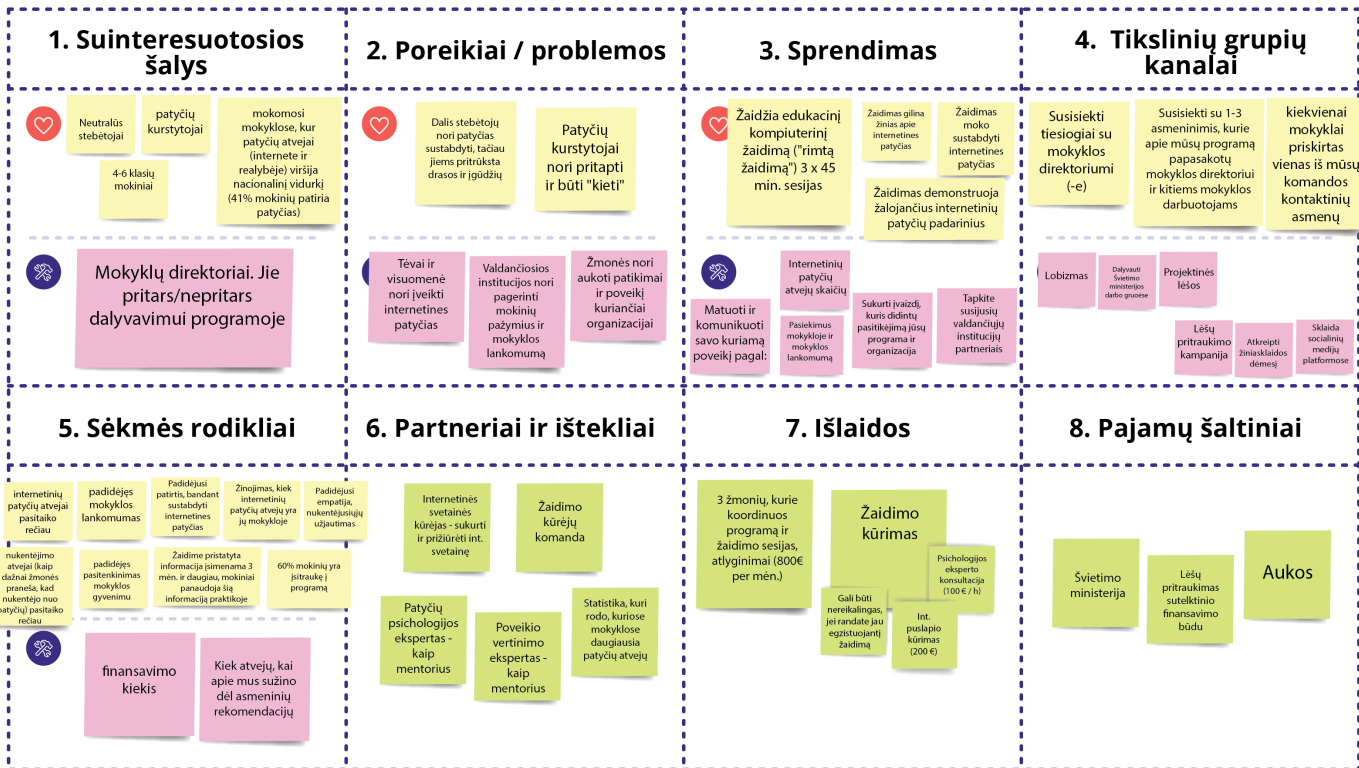 1. Suinteresuotosios
šalys
2. Poreikiai / problemos
3. Sprendimas
4. Tikslinių grupių
kanalai
Neutralūs
stebėtojai
patyčių
kurstytojai
4-6 klasių
mokiniai
mokomosi
mokyklose, kur
patyčių atvejai
(internete ir
realybėje) viršija
nacionalinį vidurkį
(41% mokinių patiria
patyčias)
Mokyklų direktoriai. Jie
pritars/nepritars
dalyvavimui programoje
Dalis stebėtojų
nori patyčias
sustabdyti, tačiau
jiems pritrūksta
drasos ir įgūdžių
Patyčių
kurstytojai
nori pritapti
ir būti "kieti"
Tėvai ir
visuomenė
nori įveikti
internetines
patyčias
Valdančiosios
institucijos nori
pagerinti
mokinių
pažymius ir
mokyklos
lankomumą
Žmonės nori
aukoti patikimai
ir poveikį
kuriančiai
organizacijai
Žaidžia edukacinį
kompiuterinį
žaidimą ("rimtą
žaidimą") 3 x 45
min. sesijas
Žaidimas gilina
žinias apie
internetines
patyčias
Žaidimas
moko
sustabdyti
internetines
patyčias
Žaidimas demonstruoja
žalojančius internetinių
patyčių padarinius
Matuoti ir
komunikuoti
savo kuriamą
poveikį pagal:
Internetinių
patyčių
atvejų skaičių
Pasiekimus
mokykloje ir
mokyklos
lankomumą
Sukurti įvaizdį,
kuris didintų
pasitikėjimą jūsų
programa ir
organizacija
Tapkite
susijusių
valdančiųjų
institucijų
partneriais
Susisiekti
tiesiogiai su
mokyklos
direktoriumi
(-e)
Susisiekti su 1-3
asmeninimis, kurie
apie mūsų programą
papasakotų
mokyklos direktoriui
ir kitiems mokyklos
darbuotojams
kiekvienai
mokyklai
priskirtas
vienas iš mūsų
komandos
kontaktinių
asmenų
Lobizmas
Dalyvauti
Švietimo
ministerijos
darbo gruoėse
Projektinės
lėšos
Lėšų
pritraukimo
kampanija
Atkreipti
žiniasklaidos
dėmesį
Sklaida
socialinių
medijų
platformose
5. Sėkmės rodikliai
6. Partneriai ir ištekliai
7. Išlaidos
8. Pajamų šaltiniai
internetinių
patyčių atvejai
pasitaiko
rečiau
padidėjęs
mokyklos
lankomumas
Padidėjusi
patirtis, bandant
sustabdyti
internetines
patyčias
Žinojimas, kiek
internetinių
patyčių atvejų yra
jų mokykloje
Padidėjusi
empatija,
nukentėjusiųjų
užjautimas
nukentėjimo
atvejai (kaip
dažnai žmonės
praneša, kad
nukentėjo nuo
patyčių) pasitaiko
rečiau
padidėjęs
pasitenkinimas
mokyklos
gyvenimu
Žaidime pristatyta
informacija įsimenama 3
mėn. ir daugiau, mokiniai
panaudoja šią
informaciją praktikoje
60% mokinių yra
įsitraukę į
programą
finansavimo
kiekis
Kiek atvejų, kai
apie mus sužino
dėl asmeninių
rekomendacijų
Internetinės
svetainės
kūrėjas - sukurti
ir prižiūrėti int.
svetainę
Žaidimo
kūrėjų
komanda
Patyčių
psichologijos
ekspertas -
kaip
mentorius
Poveikio
vertinimo
ekspertas -
kaip
mentorius
Statistika, kuri
rodo, kuriose
mokyklose
daugiausia
patyčių atvejų
3 žmonių, kurie
koordinuos
programą ir
žaidimo sesijas,
atlyginimai (800€
per mėn.)
Žaidimo
kūrimas
Psichologijos
eksperto
konsultacija
(100 € / h)
Gali būti
nereikalingas,
jei randate jau
egzistuojantį
žaidimą
Int.
puslapio
kūrimas
(200 €)
Švietimo
ministerija
Lėšų
pritraukimas
sutelktinio
finansavimo
būdu
Aukos